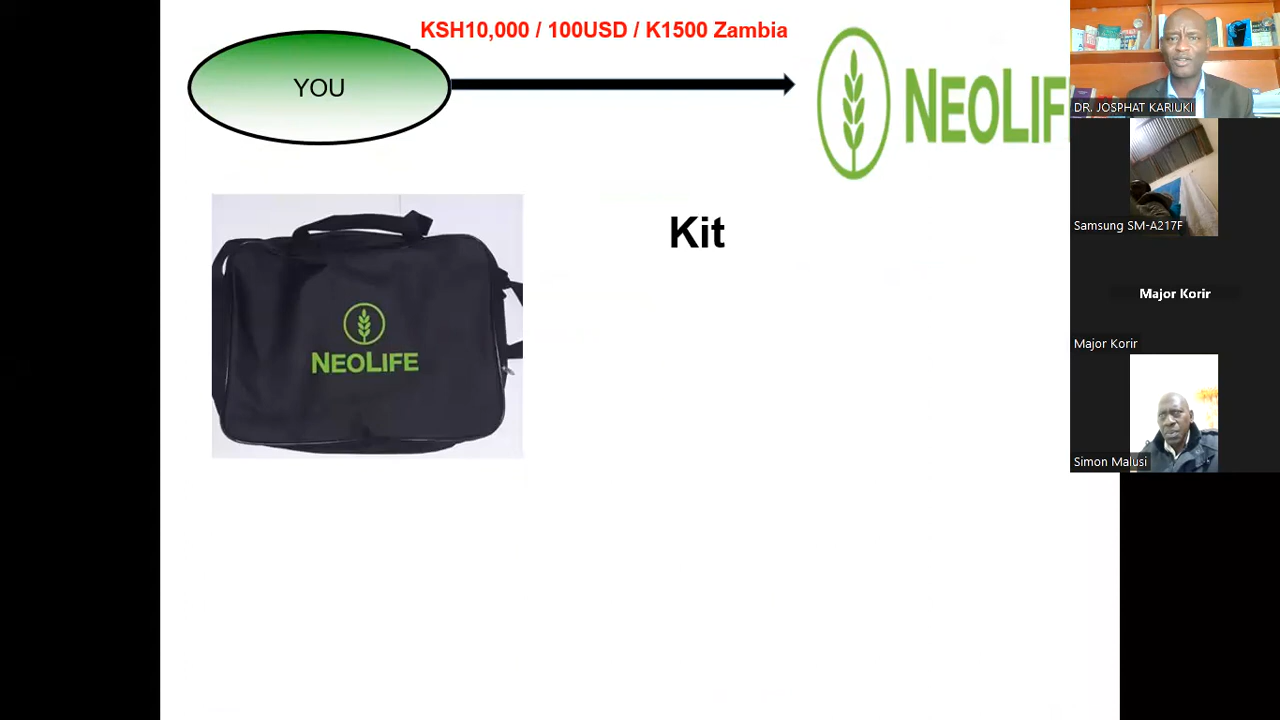 KSH10,000 / 100USD / K1500 Zambia
YOU
NEOLIF
Kit
NEOLIFE
DR. JOSPHAT KARIUKI
Samsung SM-A217F
Major Korir
Major Korir
Simon Malusi